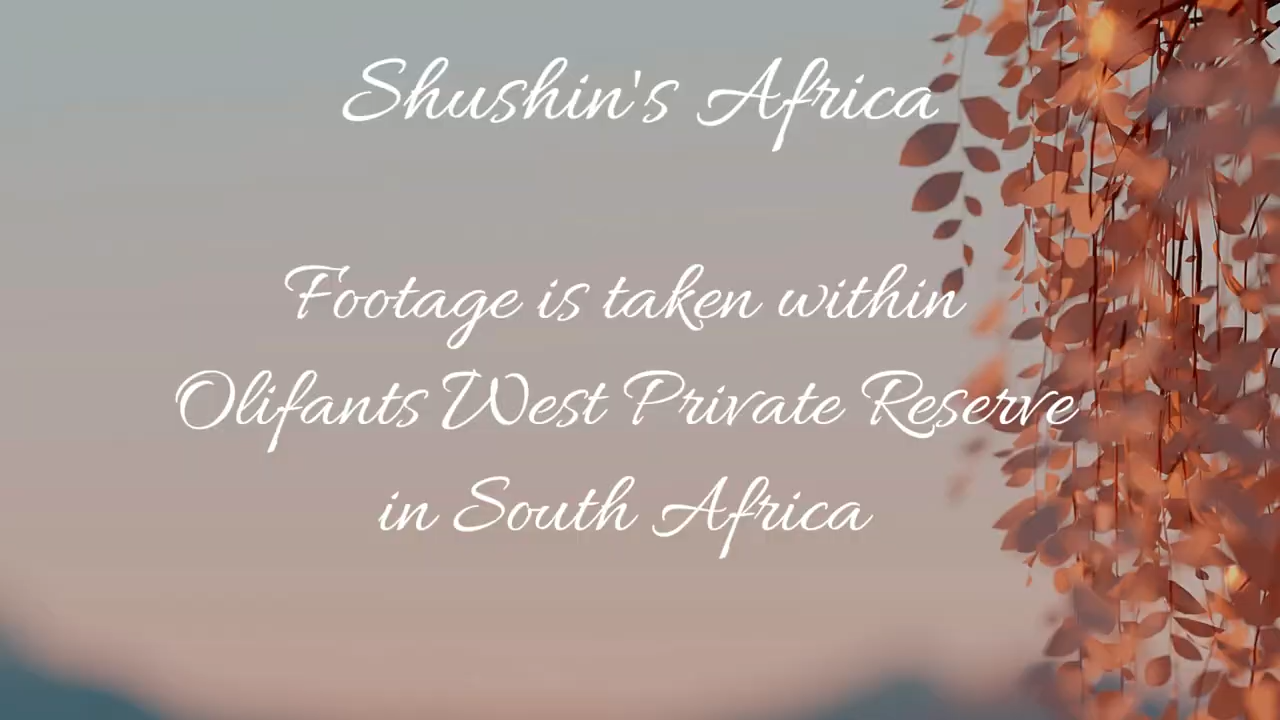 Shushin's Africa
Footage is taken within
Olifants West Private Reserve
in South Africa